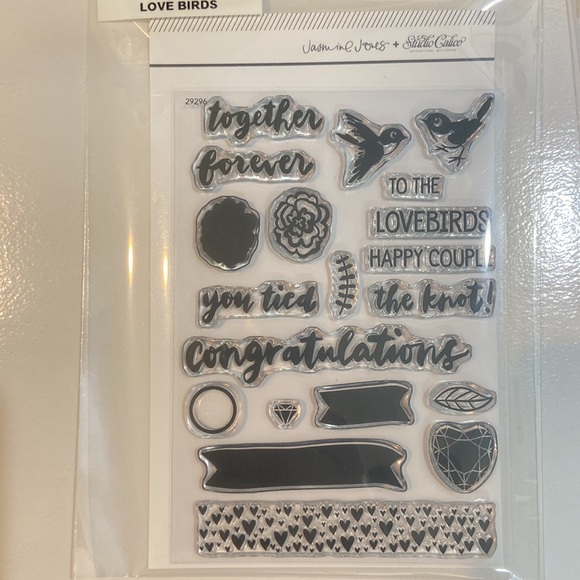 LOVE BIRDS
Jasmine Jones + Studio Calico
29296
together
forever
TO THE
LOVEBIRDS
HAPPY COUPLE
you tied the knot!
congratulations